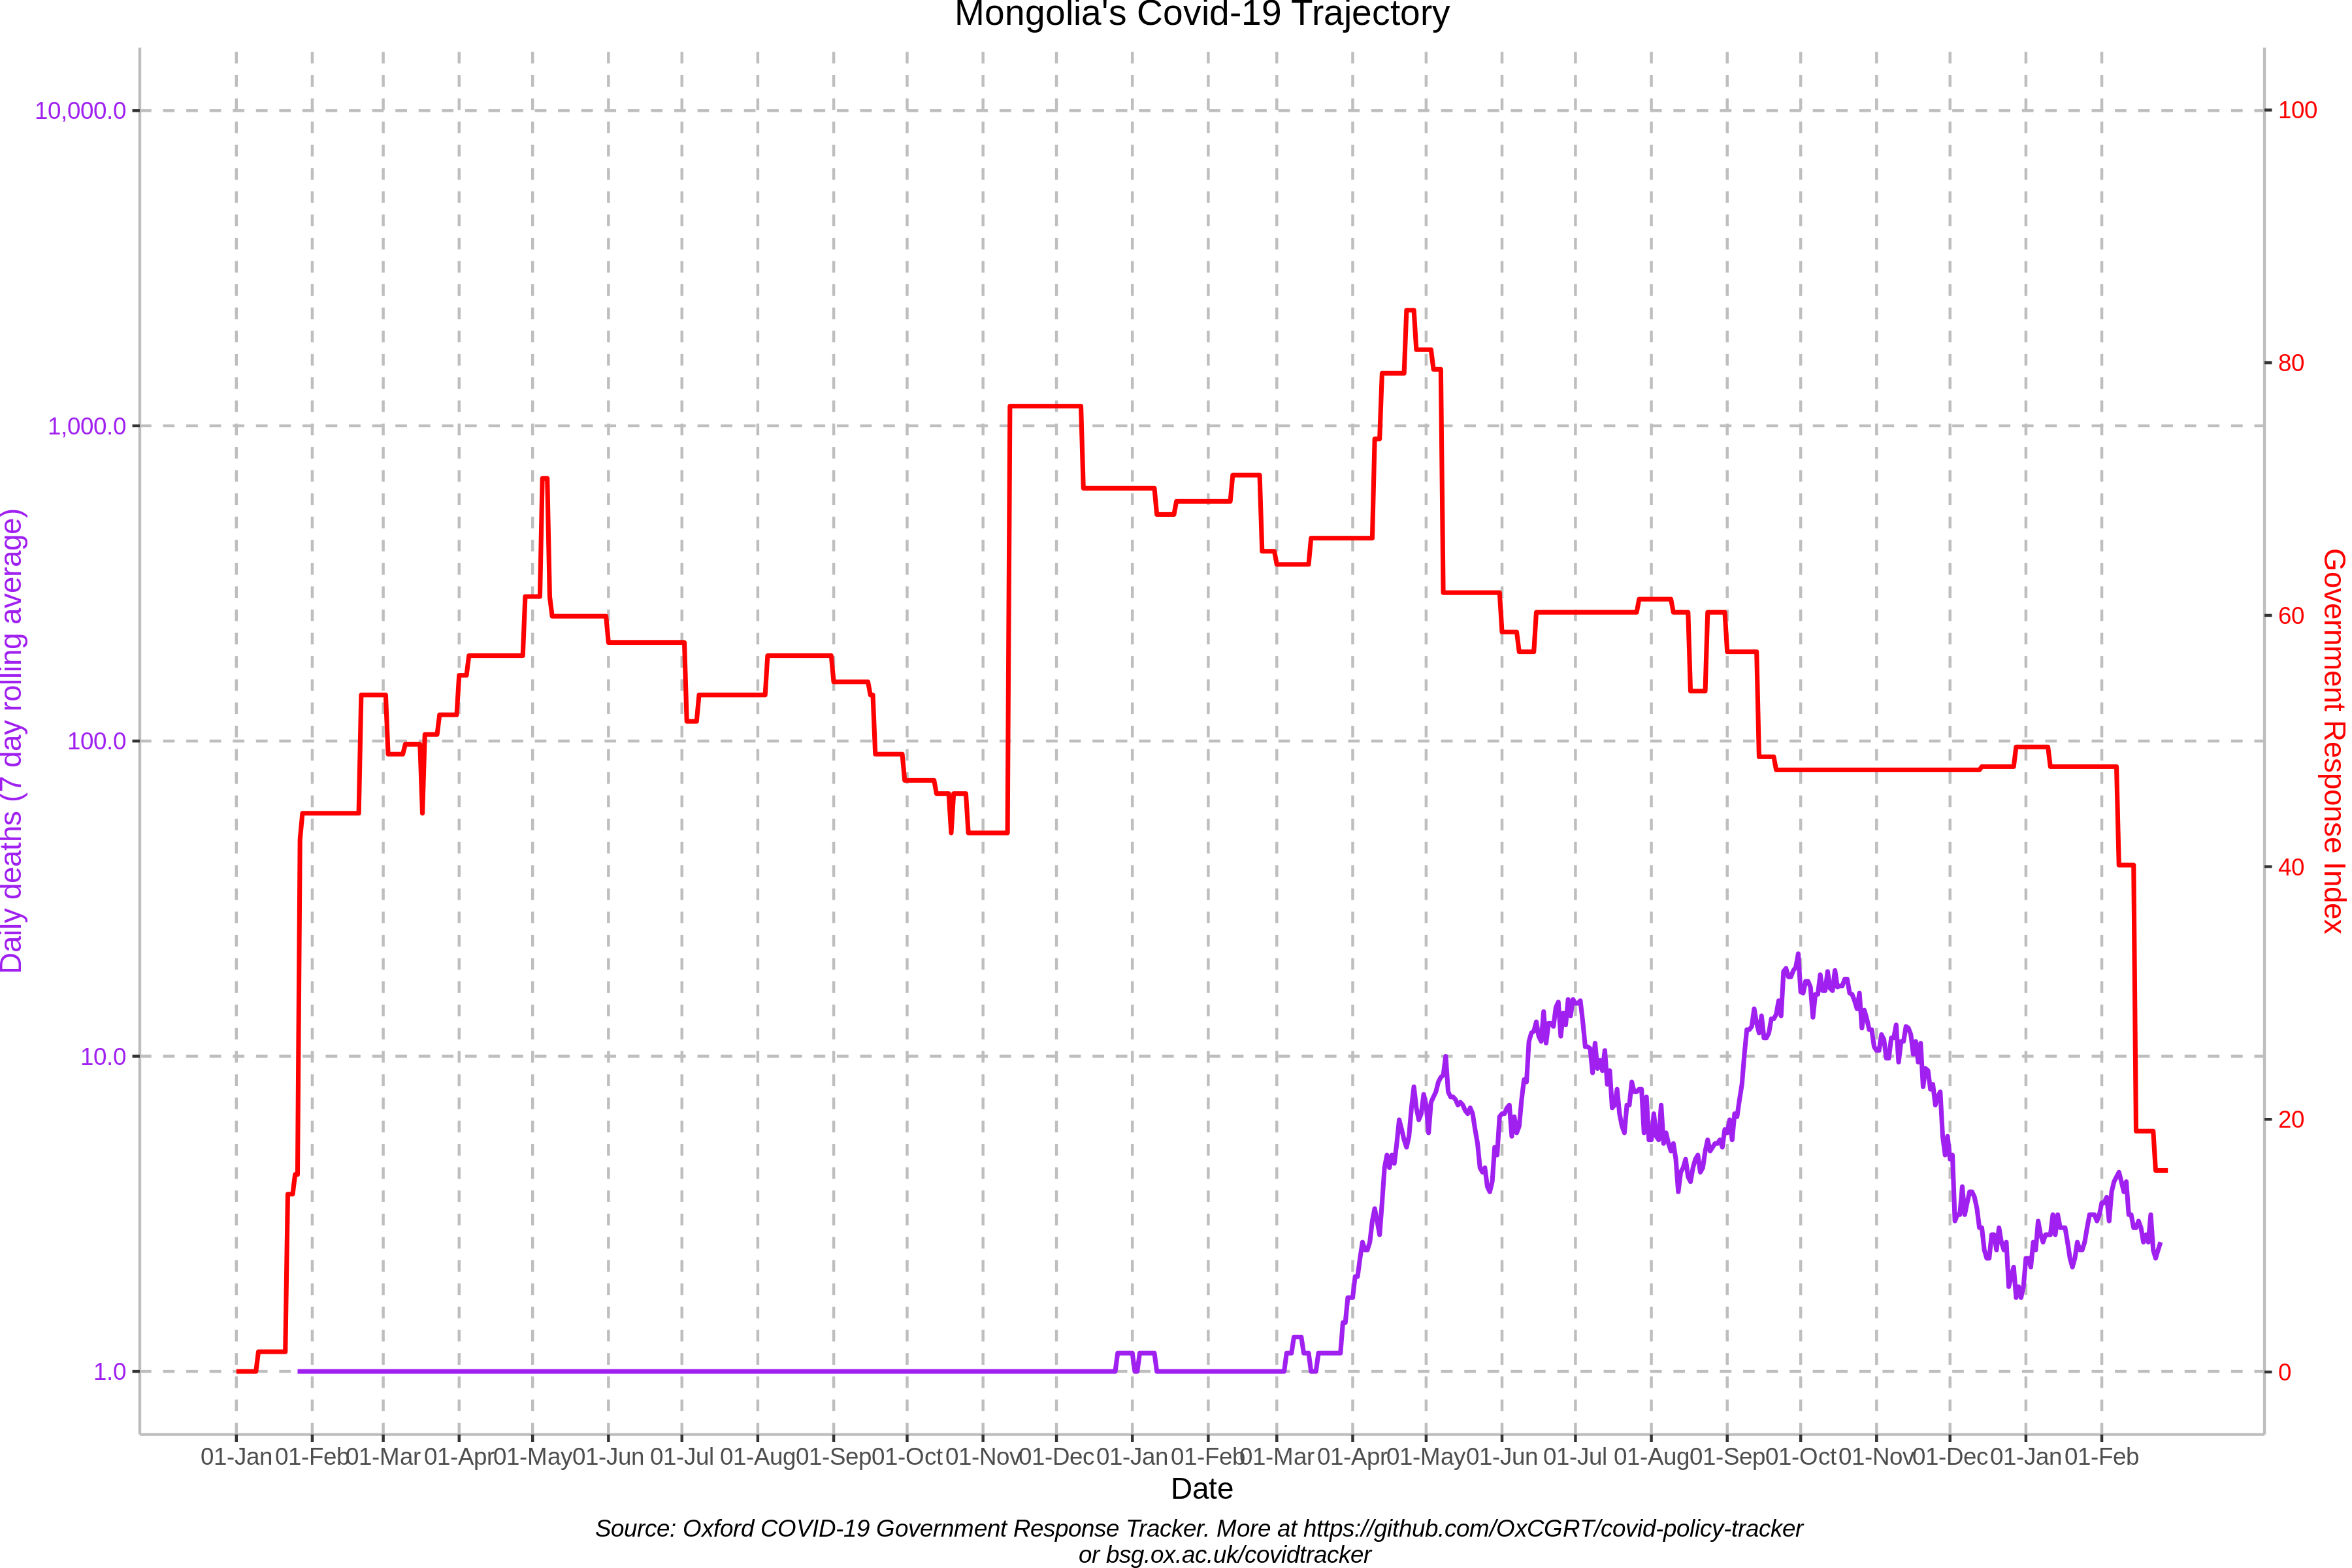 Mongolia's Covid-19 Trajectory
10,000.0
1,000.0
100.0
10.0
1.0
Daily deaths (7 day rolling average)
100
80
60
40
20
0
Government Response Index
01-Jan 01-Feb 01-Mar 01-Apr 01-May 01-Jun 01-Jul 01-Aug 01-Sep 01-Oct 01-Nov 01-Dec 01-Jan 01-Feb 01-Mar 01-Apr 01-May 01-Jun 01-Jul 01-Aug 01-Sep 01-Oct 01-Nov 01-Dec 01-Jan 01-Feb
Date
Source: Oxford COVID-19 Government Response Tracker. More at https://github.com/OxCGRT/covid-policy-tracker
or bsg.ox.ac.uk/covidtracker